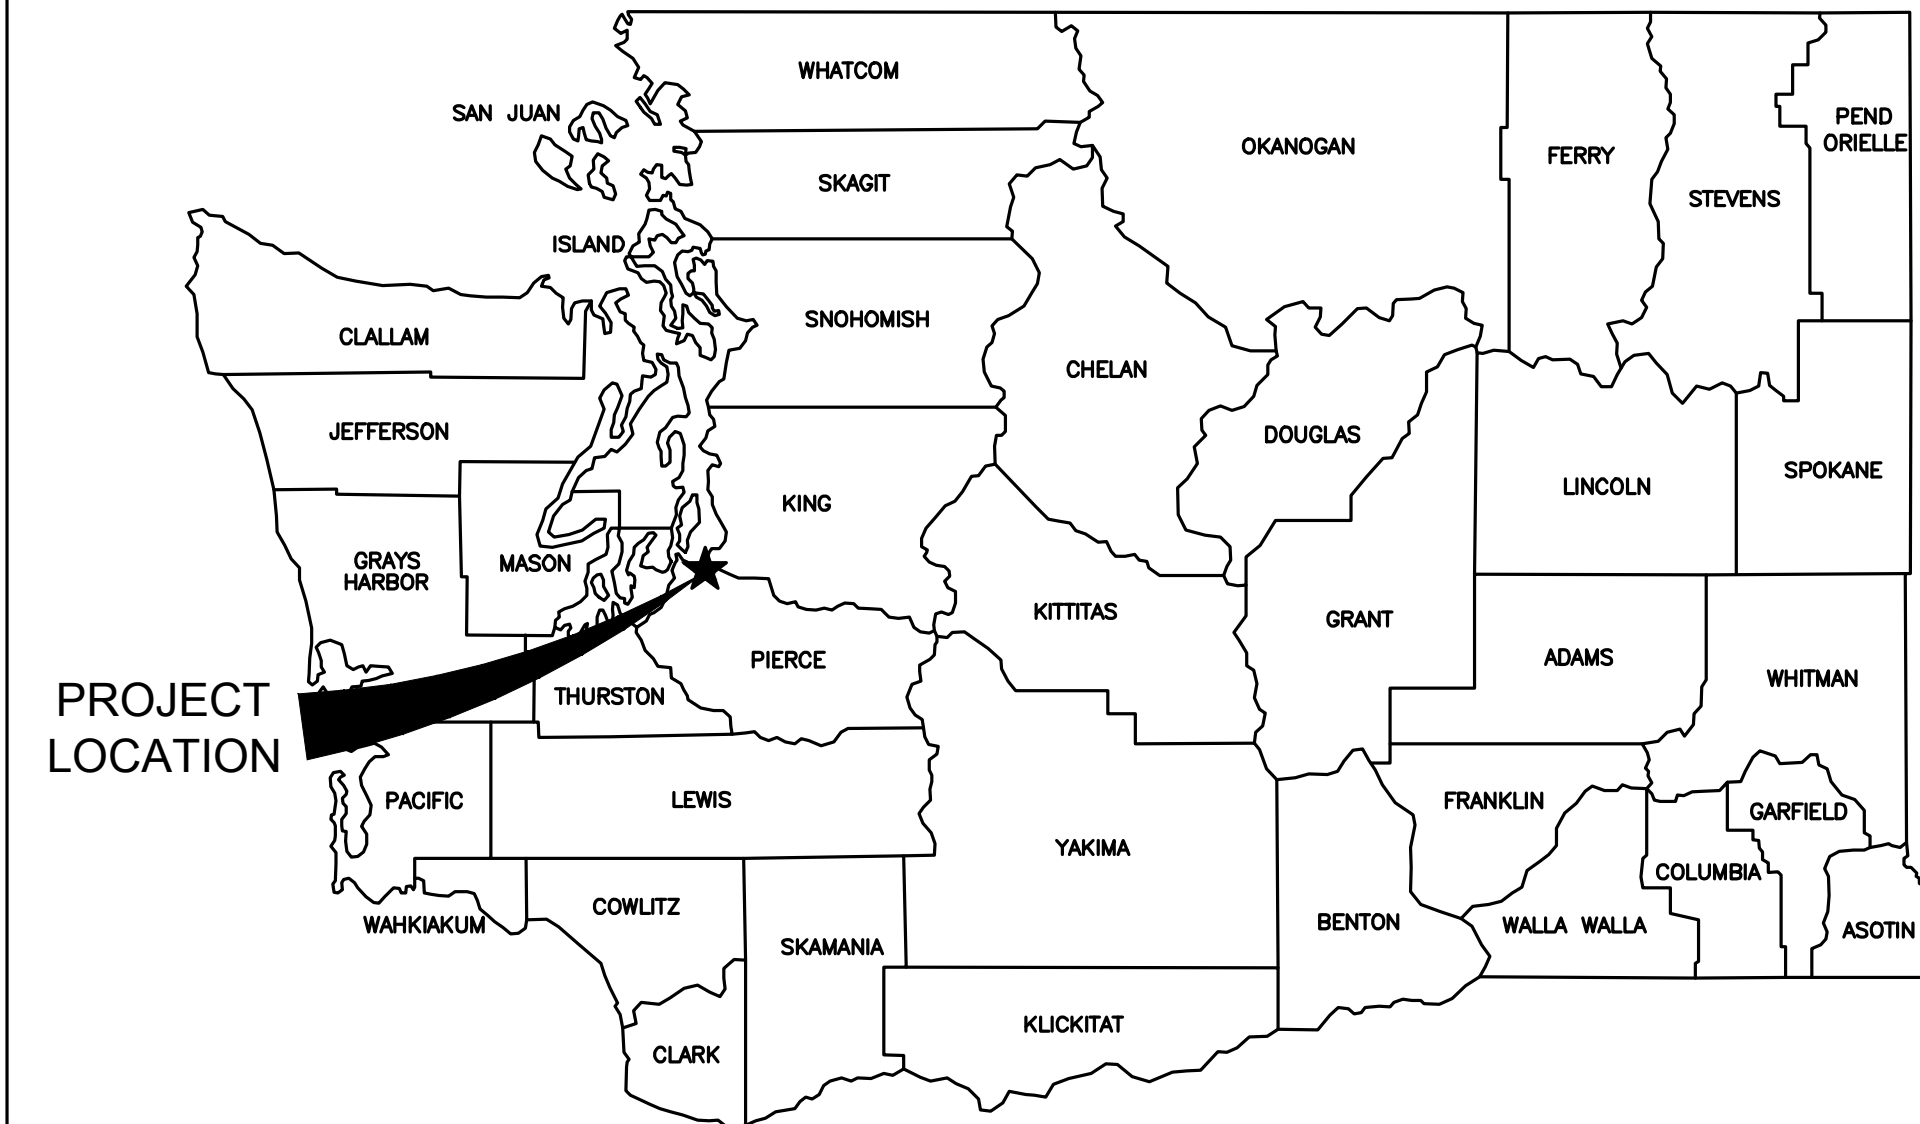 WHATCOM
SAN JUAN
OKANOGAN
FERRY
PEND
ORIELLE
SKAGIT
STEVENS
ISLAND
SNOHOMISH
CLALLAM
CHELAN
JEFFERSON
DOUGLAS
LINCOLN
SPOKANE
KING
GRAYS
HARBOR
MASON
KITTITAS
GRANT
PIERCE
ADAMS
WHITMAN
THURSTON
PROJECT
LOCATION
PACIFIC
LEWIS
FRANKLIN
GARFIELD
YAKIMA
COLUMBIA
COWLITZ
WAHKIAKUM
SKAMANIA
BENTON
WALLA WALLA
ASOTIN
KLICKITAT
CLARK